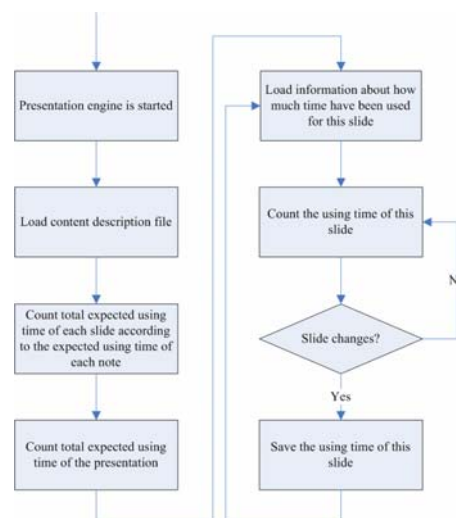 Presentation engine is started
Load content description file
Count total expected using
time of each slide according
to the expected using time of
each note
Count total expected using
time of the presentation
Load information about how
much time have been used
for this slide
Count the using time of this
slide
Slide changes?
N
Yes
Save the using time of this
slide